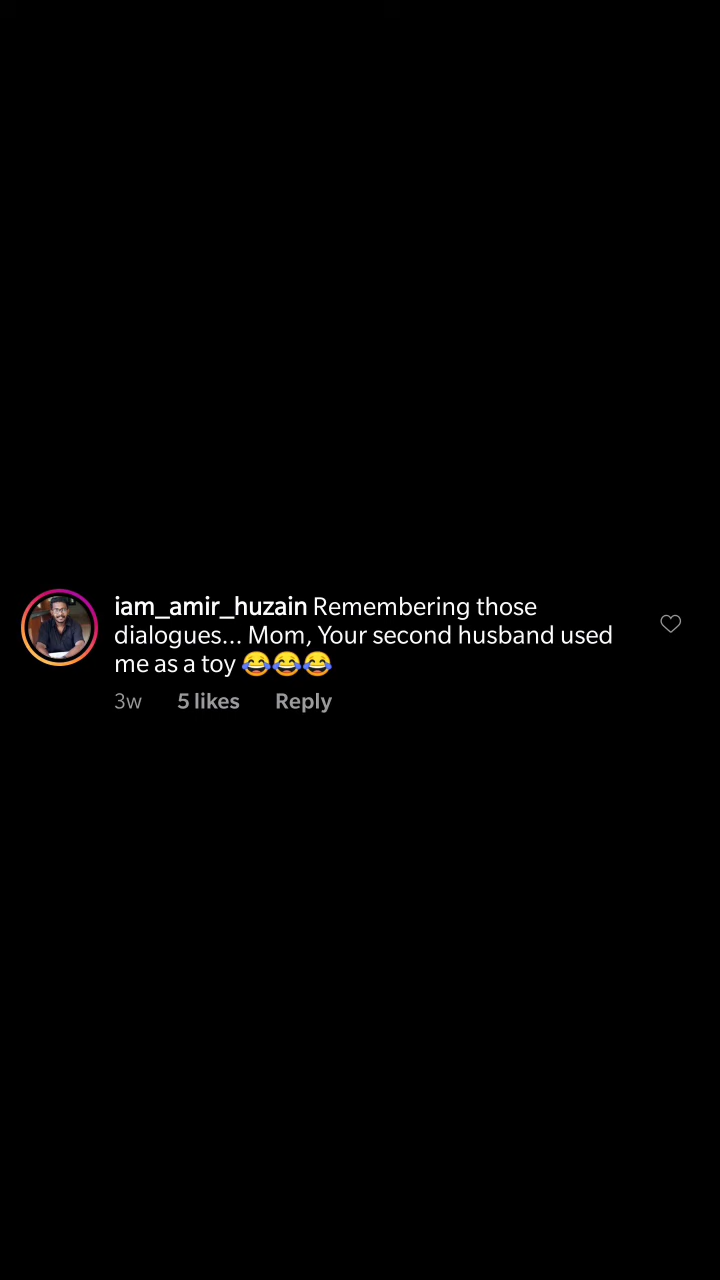 iam_amir_huzain Remembering those
dialogues... Mom, Your second husband used
me as a toy 😂😂😂
3w 5 likes Reply